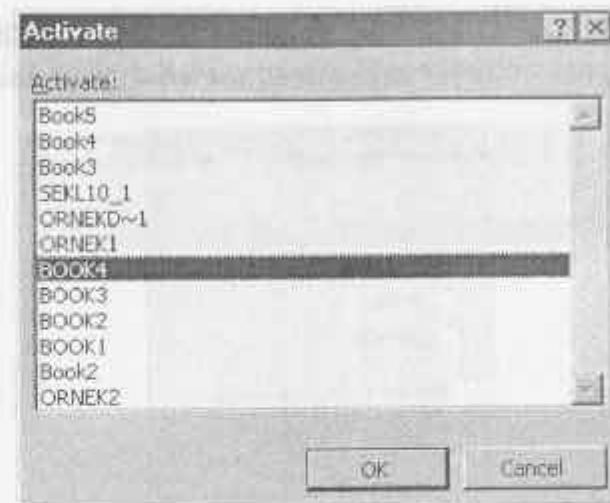 Activate
Activate:
Book5
Book4
Book3
SEKL10_1
ORNEKD~1
ORNEK1
BOOK4
BOOK3
BOOK2
BOOK1
Book2
ORNEK2
OK
Cancel